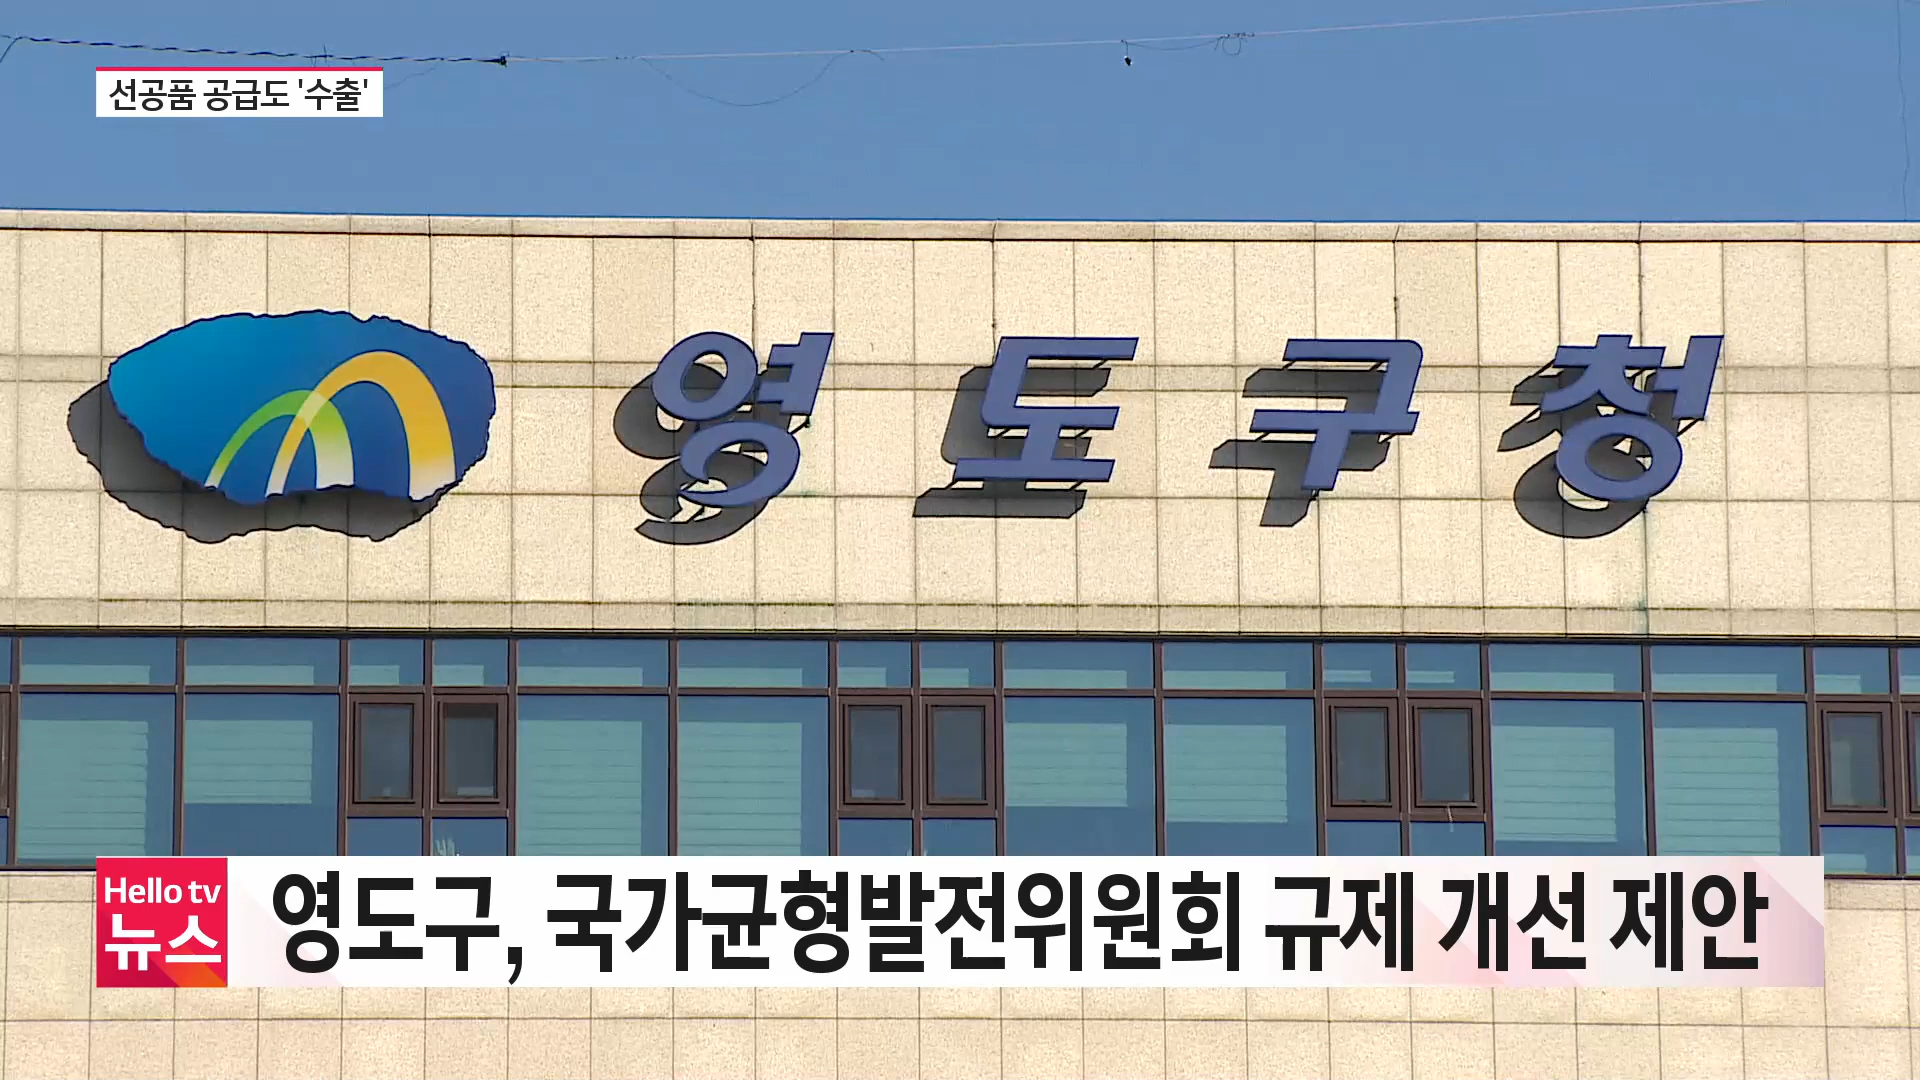 선공품 공급도 '수출'
영도구청
Hello tv
뉴스
영도구, 국가균형발전위원회 규제 개선 제안